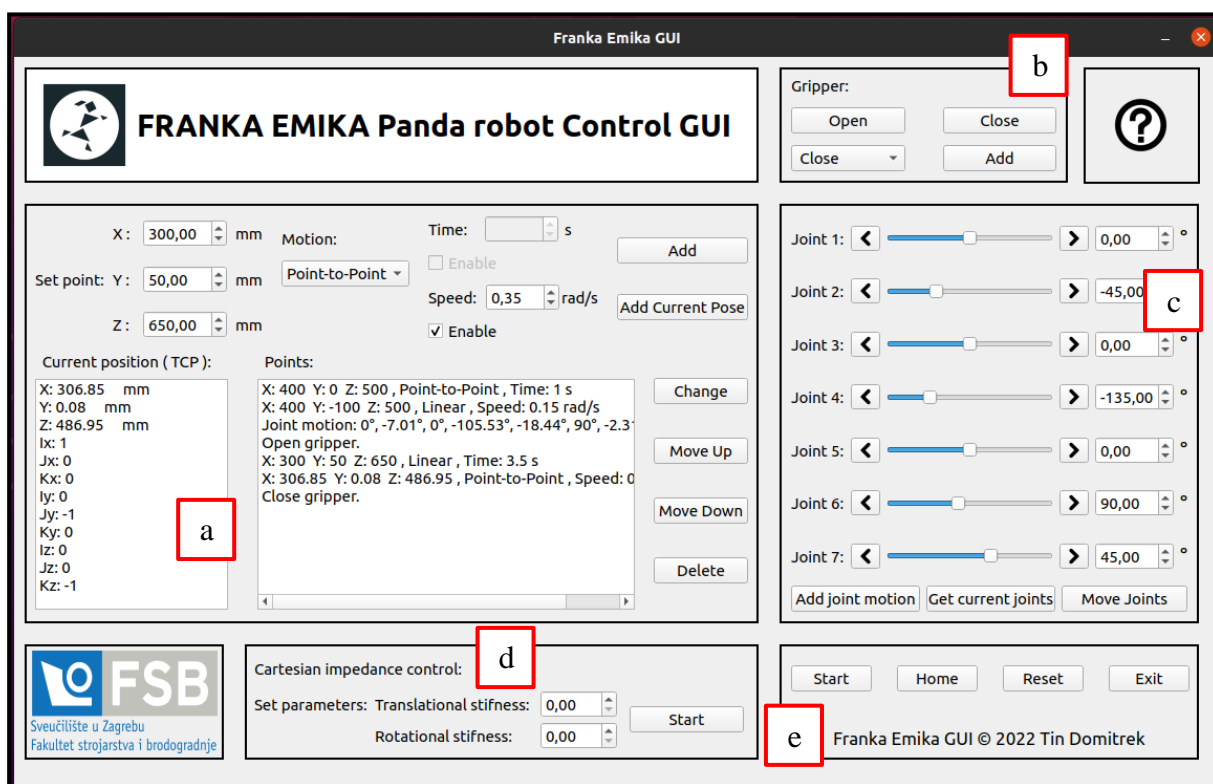 Franka Emika GUI
b
FRANKA EMIKA Panda robot Control GUI
Gripper:
Open Close
Close Add
?
X: 300,00 mm
Set point: Y: 50,00 mm
Z: 650,00 mm
Motion:
Point-to-Point
Time: s
Enable
Speed: 0,35 rad/s
Enable
Add
Add Current Pose
Current position ( TCP ):
X: 306.85 mm
Y: 0.08 mm
Z: 486.95 mm
Ix: 1
Jx: 0
Kx: 0
Iy: 0
Jy: -1
Ky: 0
Iz: 0
Jz: 0
Kz: -1
a
Points:
X: 400 Y: 0 Z: 500 , Point-to-Point , Time: 1 s
X: 400 Y: -100 Z: 500 , Linear , Speed: 0.15 rad/s
Joint motion: 0°, -7.01°, 0°, -105.53°, -18.44°, 90°, -2.31
Open gripper.
X: 300 Y: 50 Z: 650 , Linear , Time: 3.5 s
X: 306.85 Y: 0.08 Z: 486.95 , Point-to-Point , Speed: 0
Close gripper.
Change
Move Up
Move Down
Delete
Joint 1: 0,00 °
Joint 2: -45,00
c
Joint 3: 0,00 °
Joint 4: -135,00 °
Joint 5: 0,00 °
Joint 6: 90,00 °
Joint 7: 45,00 °
Add joint motion Get current joints Move Joints
FSB
Sveučilište u Zagrebu
Fakultet strojarstva i brodogradnje
d
Cartesian impedance control:
Set parameters: Translational stifness: 0,00
Rotational stifness: 0,00
Start
Start Home Reset Exit
e
Franka Emika GUI © 2022 Tin Domitrek